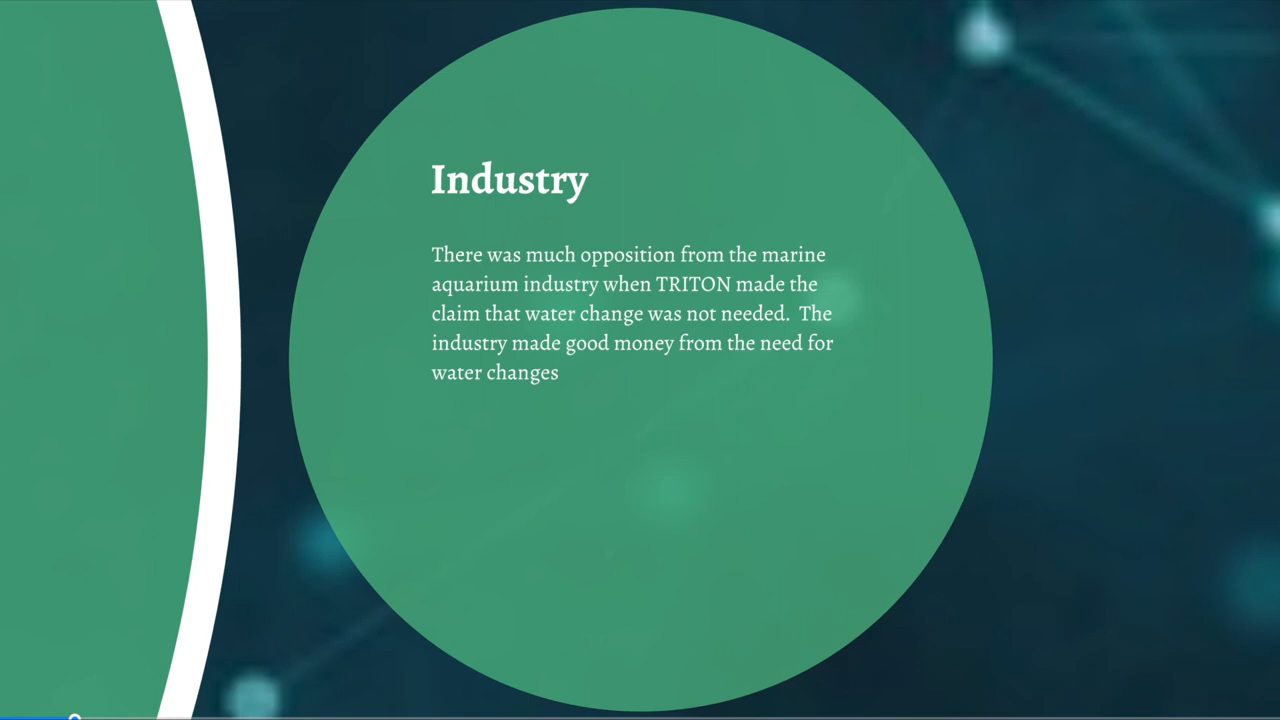 Industry
There was much opposition from the marine
aquarium industry when TRITON made the
claim that water change was not needed.  The
industry made good money from the need for
water changes